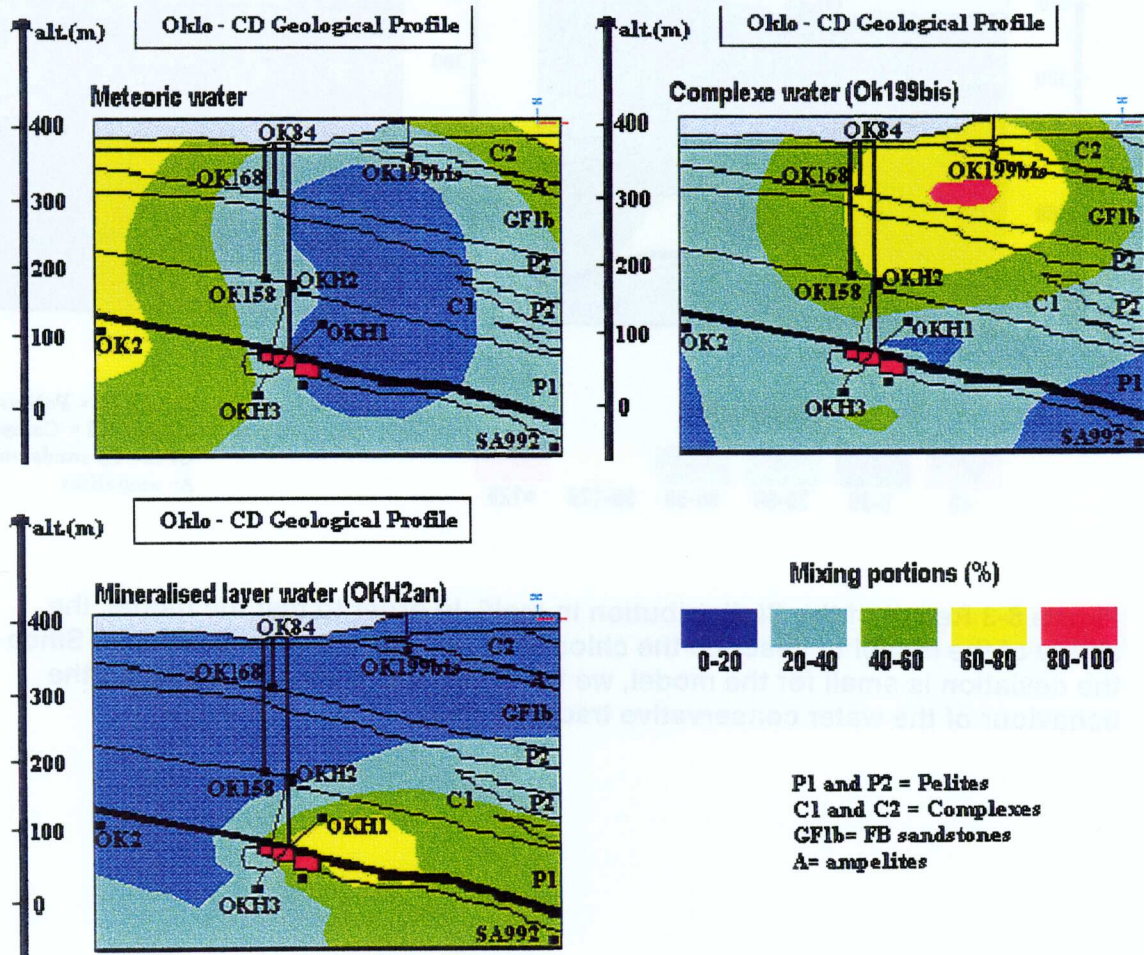 alt.(m)
Oklo - CD Geological Profile
Meteoric water
400
300
200
100
0
OK84
OK168
OK199bis
C2
A
GF1b
P2
OKH2
OK158
C1
P2
OKH1
OK2
P1
OKH3
SA992
alt.(m)
Oklo - CD Geological Profile
Complexe water (Ok199bis)
400
300
200
100
0
OK84
OK168
OK199bis
C2
A
GF1b
P2
OKH2
OK158
C1
P2
OKH1
OK2
P1
OKH3
SA992
alt.(m)
Oklo - CD Geological Profile
Mineralised layer water (OKH2an)
400
300
200
100
0
OK84
OK168
OK199bis
C2
A
GF1b
P2
OKH2
OK158
C1
P2
OKH1
OK2
P1
OKH3
SA992
Mixing portions (%)
0-20 20-40 40-60 60-80 80-100
P1 and P2 = Pelites
C1 and C2 = Complexes
GF1b= FB sandstones
A= ampelites